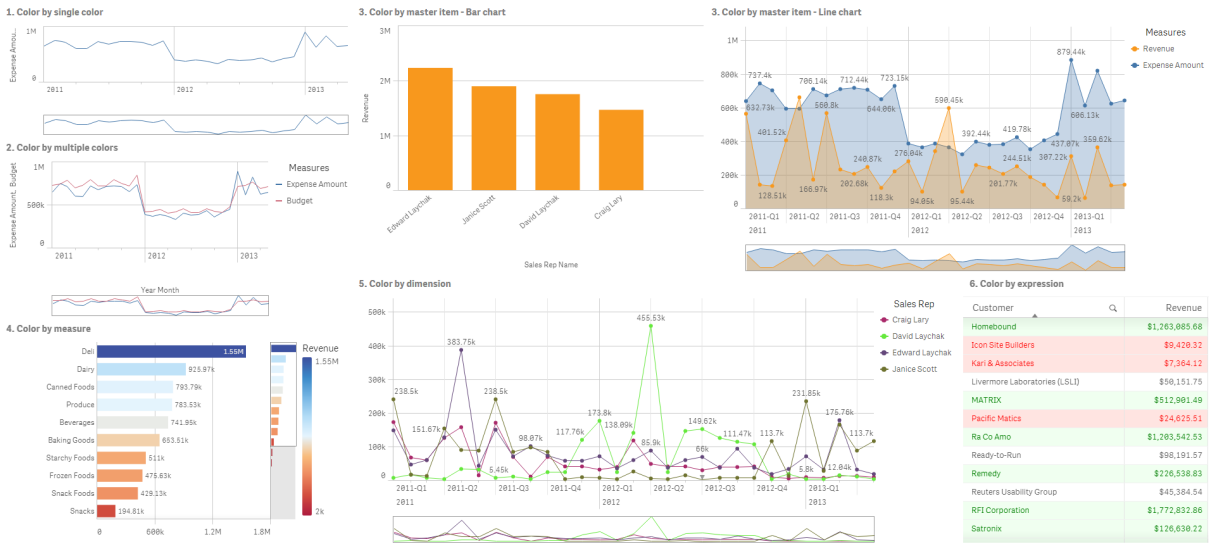 1. Color by single color
Expense Amou...
1M
0
2011
2012
2013
2. Color by multiple colors
Expense Amount, Budget
1M
500k
0
2011
2012
2013
Year Month
Measures
Expense Amount
Budget
3. Color by master item - Bar chart
Revenue
3M
2M
1M
0
Edward Laychak
Janice Scott
David Laychak
Craig Lary
Sales Rep Name
3. Color by master item - Line chart
1M
800k
600k
400k
200k
0
737.4k
632.73k
401.52k
128.51k
706.14k
560.8k
166.97k
712.44k
202.68k
240.87k
644.06k
118.3k
723.15k
276.04k
94.05k
590.45k
95.44k
392.44k
201.77k
419.78k
244.51k
307.22k
437.07k
59.2k
879.44k
606.13k
359.02k
2011-Q1
2011-Q2
2011-Q3
2011-Q4
2012-Q1
2012-Q2
2012-Q3
2012-Q4
2013-Q1
2011
2012
2013
Measures
Revenue
Expense Amount
4. Color by measure
Deli
1.55M
Dairy
926.97k
Canned Foods
793.79k
Produce
783.53k
Beverages
741.95k
Baking Goods
663.51k
Starchy Foods
511k
Frozen Foods
475.63k
Snack Foods
429.13k
Snacks
194.81k
0
600k
1.2M
1.8M
Revenue
1.55M
2k
5. Color by dimension
500k
400k
300k
200k
100k
0
238.5k
151.67k
383.75k
238.5k
5.45k
98.07k
117.76k
173.8k
138.09k
455.53k
85.9k
149.62k
66k
111.47k
113.7k
231.85k
5.8k
12.04k
175.76k
113.7k
2011-Q1
2011-Q2
2011-Q3
2011-Q4
2012-Q1
2012-Q2
2012-Q3
2012-Q4
2013-Q1
2011
2012
2013
Sales Rep
Craig Lary
David Laychak
Edward Laychak
Janice Scott
6. Color by expression
Customer Revenue
Homebound $1,263,085.68
Icon Site Builders $9,420.32
Kari & Associates $7,364.12
Livermore Laboratories (LSLI) $50,151.75
MATRIX $512,901.49
Pacific Matics $24,625.51
Ra Co Amo $1,203,542.53
Ready-to-Run $98,191.57
Remedy $226,538.83
Reuters Usability Group $45,384.54
RFI Corporation $1,772,832.86
Satronix $126,630.22